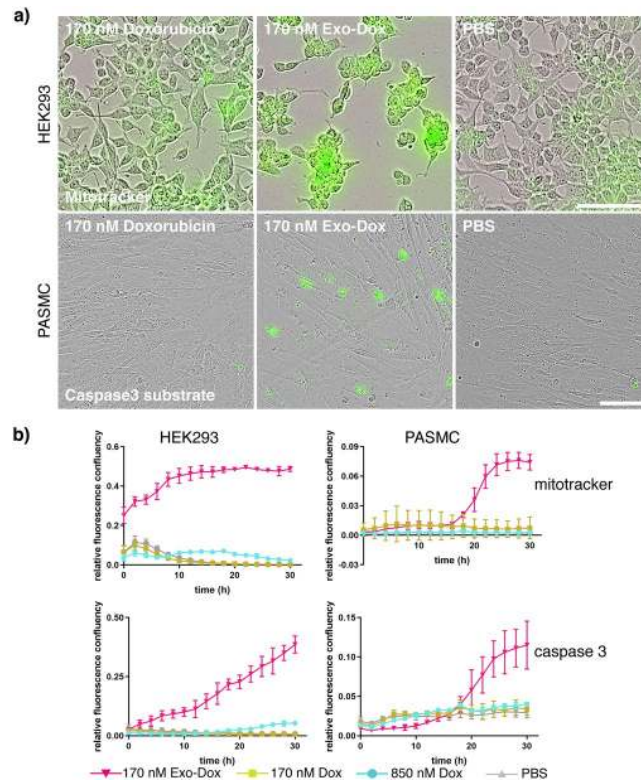 a)
170 nM Doxorubicin
170 nM Exo-Dox
PBS
HEK293
Mitotracker
170 nM Doxorubicin
170 nM Exo-Dox
PBS
PASMC
Caspase3 substrate
b)
HEK293
PASMC
relative fluorescence confluency
0.6
0.4
0.2
0.0
0
10
20
30
time (h)
relative fluorescence confluency
0.09
0.06
0.03
0.00
-0.03
0
10
20
30
time (h)
mitotracker
relative fluorescence confluency
0.50
0.25
0.00
0
10
20
30
time (h)
relative fluorescence confluency
0.15
0.10
0.05
0.00
0
10
20
30
time (h)
caspase 3
170 nM Exo-Dox
170 nM Dox
850 nM Dox
PBS